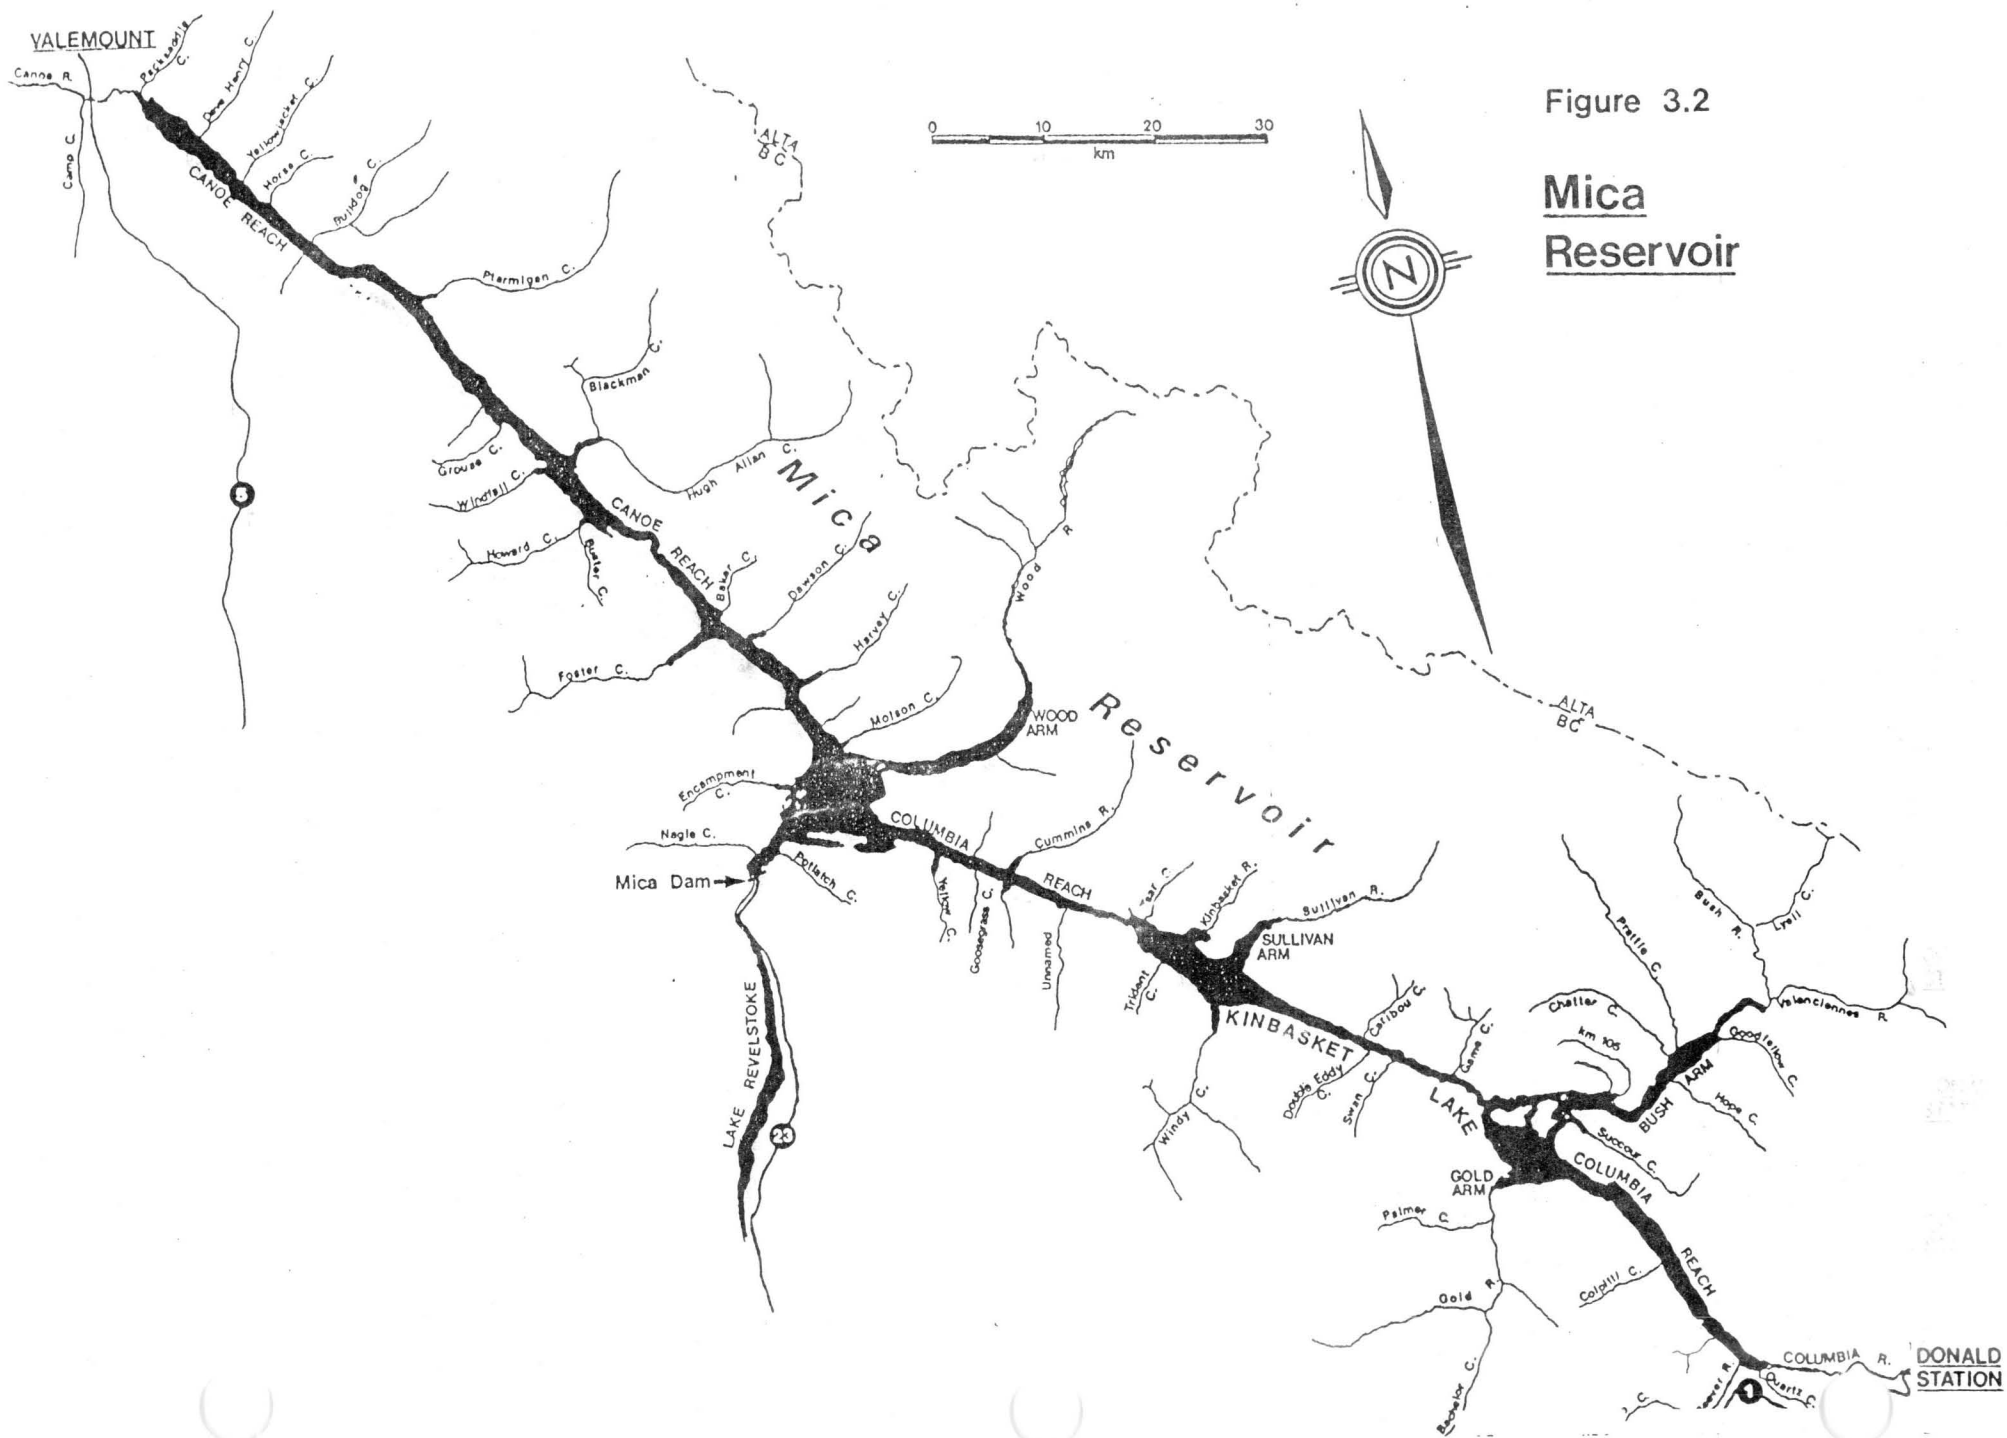 VALEMOUNT
Canoe R.
Packsaddle C.
Dave Henry C.
Yellowjacket C.
Horse C.
Bulldog C.
Camp C.
CANOE REACH
Ptarmigan C.
ALTA
BC
0 10 20 30
km
Figure 3.2
Mica
Reservoir
N
Blackman C.
Hugh Allan C.
Grouse C.
Windfall C.
Howard C.
Buster C.
5
CANOE REACH
Baker C.
Dawson C.
Harvey C.
Foster C.
Molson C.
Mica Reservoir
Wood R
WOOD
ARM
ALTA
BC
Encampment
C.
Nagle C.
Potlatch C.
Mica Dam
COLUMBIA REACH
Yellow C.
Goosegrass C.
Cummins R.
Unnamed
Tsar C.
Kinbasket R.
Sullivan R.
SULLIVAN
ARM
Trident
C.
KINBASKET LAKE
Windy C.
Caribou C.
Double Eddy
C.
Swan C.
Game C.
LAKE REVELSTOKE
23
Bush R.
Lyell C.
Prattle C.
Chatter C.
km 105
Valenciennes R.
Goodfellow C.
Hope C.
BUSH ARM
Succour C.
GOLD
ARM
COLUMBIA REACH
Palmer C.
Gold R.
Bachelor C.
COLUMBIA R.
DONALD
STATION
Quartz C.
1
C.